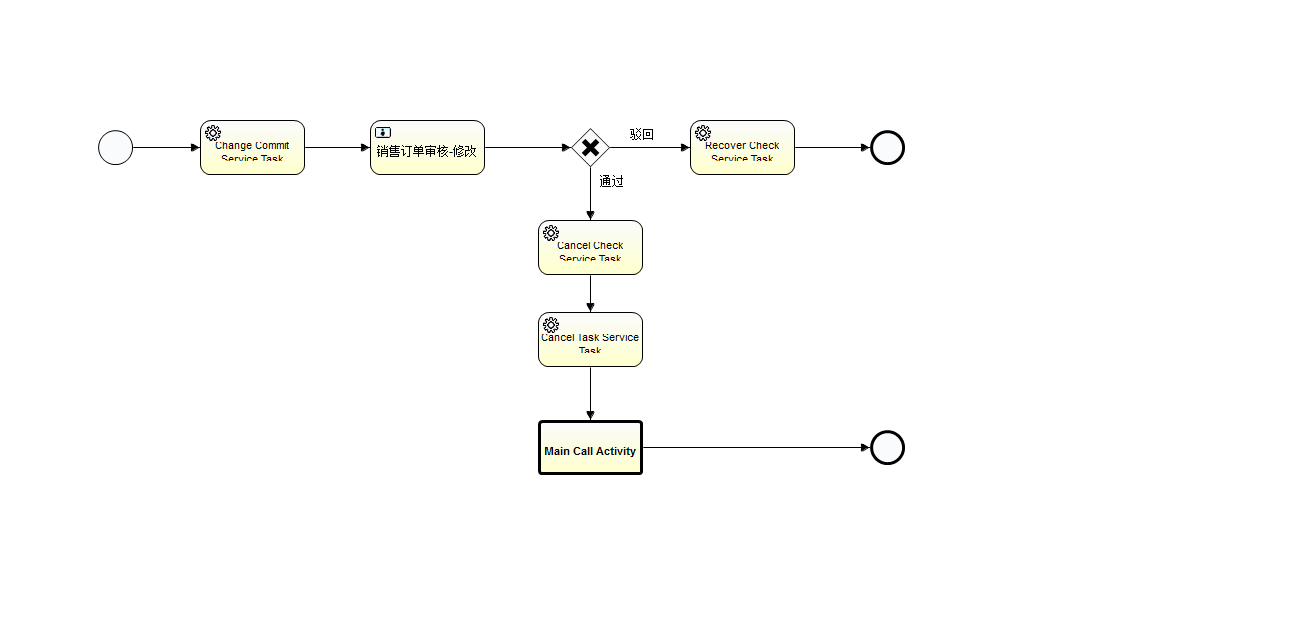 Change Commit
Service Task
销售订单审核-修改
驳回
Recover Check
Service Task
通过
Cancel Check
Service Task
Cancel Task Service
Task
Main Call Activity